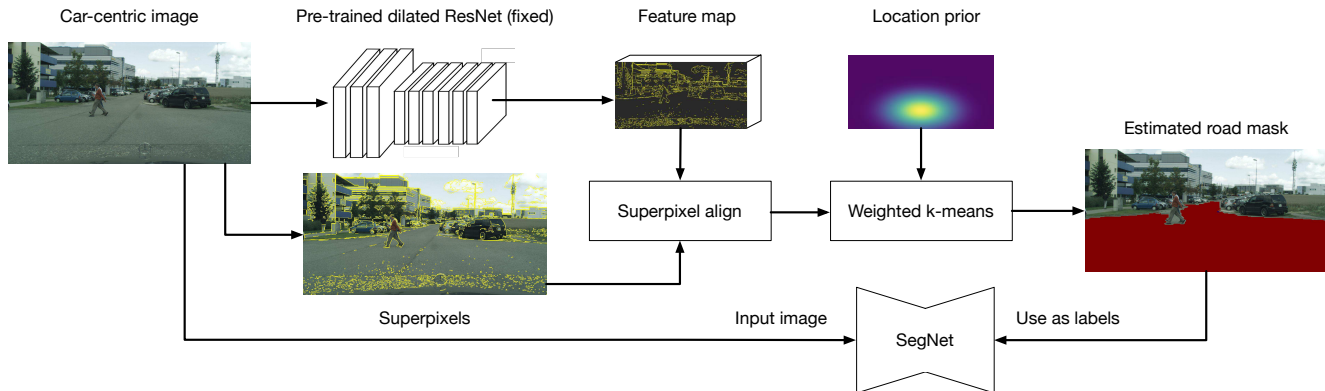 Car-centric image
Pre-trained dilated ResNet (fixed)
Feature map
Location prior
Estimated road mask
Superpixel align
Weighted k-means
Superpixels
Input image
SegNet
Use as labels